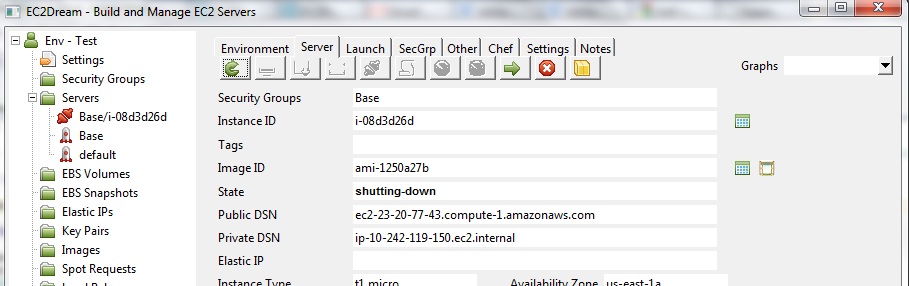 EC2Dream - Build and Manage EC2 Servers
Env - Test
Settings
Security Groups
Servers
Base/i-08d3d26d
Base
default
EBS Volumes
EBS Snapshots
Elastic IPs
Key Pairs
Images
Spot Requests
Environment Server Launch SecGrp Other Chef Settings Notes
Graphs
Security Groups Base
Instance ID i-08d3d26d
Tags
Image ID ami-1250a27b
State shutting-down
Public DSN ec2-23-20-77-43.compute-1.amazonaws.com
Private DSN ip-10-242-119-150.ec2.internal
Elastic IP
Instance Type t1.micro Availability Zone us-east-1a